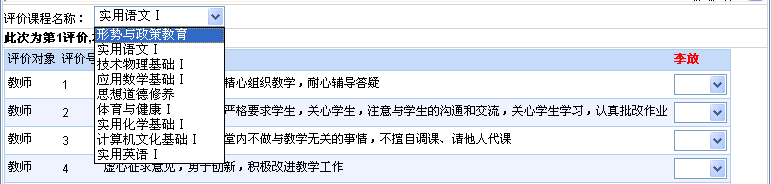 评价课程名称： 实用语文Ⅰ
此次为第1评价,
形势与政策教育
实用语文Ⅰ
技术物理基础Ⅰ
应用数学基础Ⅰ
思想道德修养
体育与健康Ⅰ
实用化学基础Ⅰ
计算机文化基础Ⅰ
实用英语Ⅰ
评价对象 评价号 李放
教师 1 精心组织教学，耐心辅导答疑
教师 2 严格要求学生，关心学生，注意与学生的沟通和交流，关心学生学习，认真批改作业
教师 3 堂内不做与教学无关的事情，不擅自调课、请他人代课
教师 4 虚心征求意见，勇于创新，积极改进教学工作